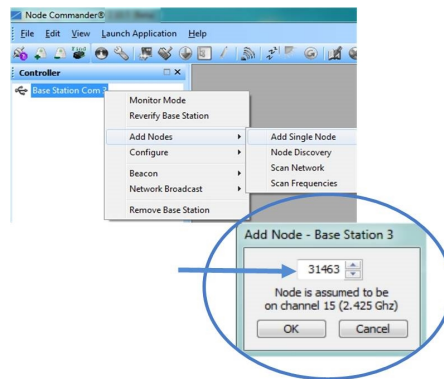 Node Commander®
File Edit View Launch Application Help
Controller
Base Station Com 3
Monitor Mode
Reverify Base Station
Add Nodes
Configure
Beacon
Network Broadcast
Remove Base Station
Add Single Node
Node Discovery
Scan Network
Scan Frequencies
Add Node - Base Station 3
31463
Node is assumed to be
on channel 15 (2.425 Ghz)
OK Cancel